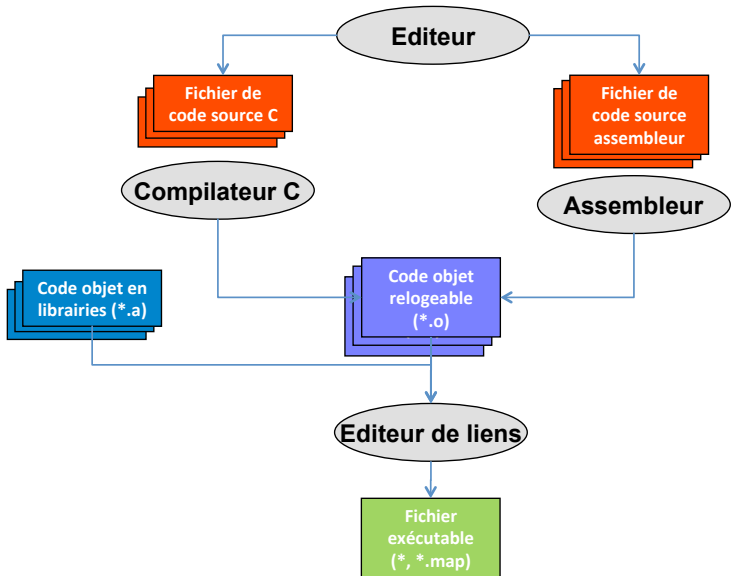 Editeur
Fichier de
code source C
Fichier de
code source
assembleur
Compilateur C
Assembleur
Code objet en
librairies (*.a)
Code objet
relogeable
(*.o)
Editeur de liens
Fichier
exécutable
(*, *.map)